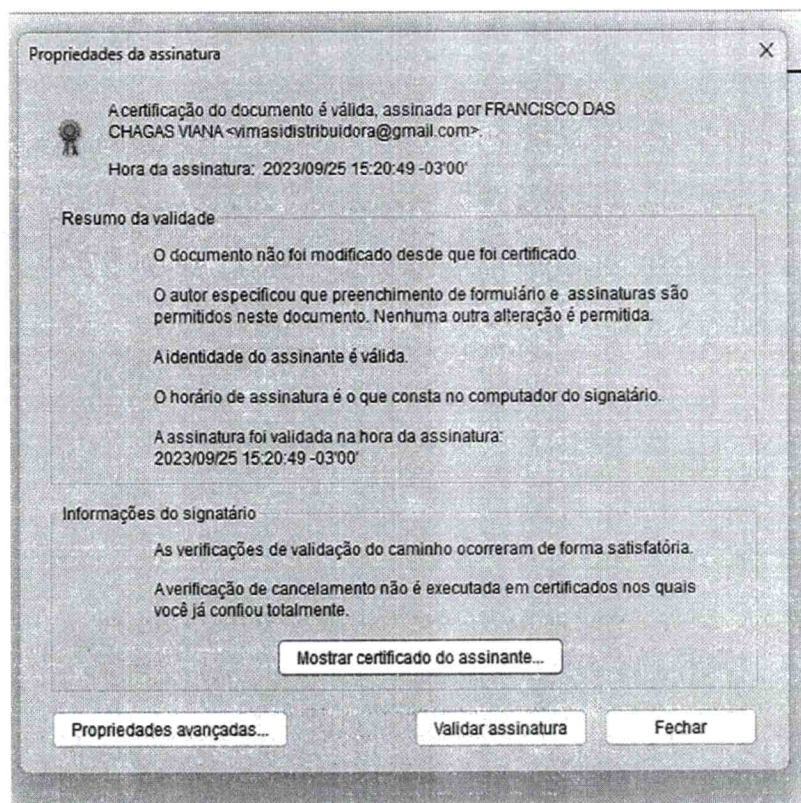 Propriedades da assinatura
A certificação do documento é válida, assinada por FRANCISCO DAS
CHAGAS VIANA <vimasidistribuidora@gmail.com>.
Hora da assinatura: 2023/09/25 15:20:49 -03'00'
Resumo da validade
O documento não foi modificado desde que foi certificado.
O autor especificou que preenchimento de formulário e assinaturas são
permitidos neste documento. Nenhuma outra alteração é permitida.
A identidade do assinante é válida.
O horário de assinatura é o que consta no computador do signatário.
A assinatura foi validada na hora da assinatura:
2023/09/25 15:20:49 -03'00'
Informações do signatário
As verificações de validação do caminho ocorreram de forma satisfatória.
A verificação de cancelamento não é executada em certificados nos quais
você já confiou totalmente.
Mostrar certificado do assinante...
Propriedades avançadas...
Validar assinatura
Fechar